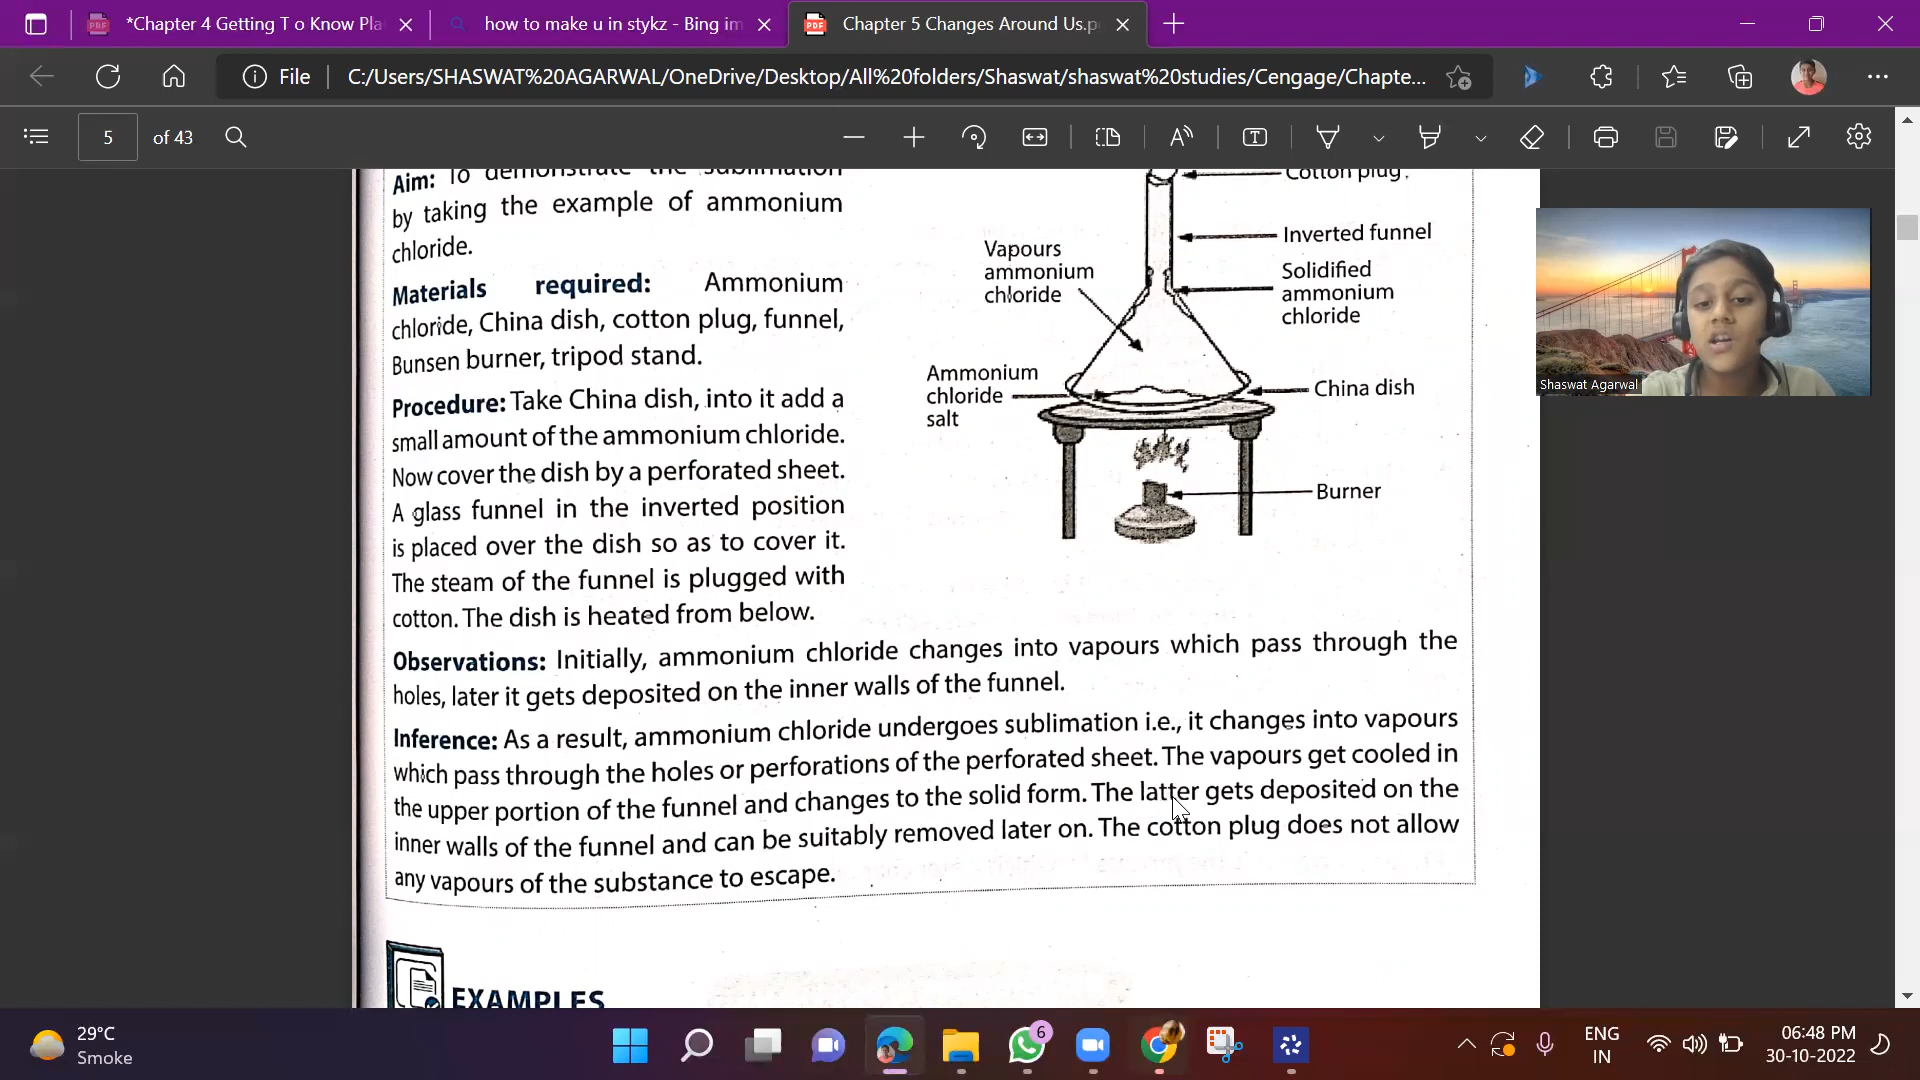 *Chapter 4 Getting T o Know Pla
how to make u in stykz - Bing im
Chapter 5 Changes Around Us.p
File
C:/Users/SHASWAT%20AGARWAL/OneDrive/Desktop/All%20folders/Shaswat/shaswat%20studies/Cengage/Chapte...
5 of 43
Aim: To demonstrate the sublimation
by taking the example of ammonium
chloride.
Materials required: Ammonium
chloride, China dish, cotton plug, funnel,
Bunsen burner, tripod stand.
Procedure: Take China dish, into it add a
small amount of the ammonium chloride.
Now cover the dish by a perforated sheet.
A glass funnel in the inverted position
is placed over the dish so as to cover it.
The steam of the funnel is plugged with
cotton. The dish is heated from below.
Cotton plug
Inverted funnel
Vapours
ammonium
chloride
Solidified
ammonium
chloride
Ammonium
chloride
salt
China dish
Burner
Observations: Initially, ammonium chloride changes into vapours which pass through the
holes, later it gets deposited on the inner walls of the funnel.
Inference: As a result, ammonium chloride undergoes sublimation i.e., it changes into vapours
which pass through the holes or perforations of the perforated sheet. The vapours get cooled in
the upper portion of the funnel and changes to the solid form. The latter gets deposited on the
inner walls of the funnel and can be suitably removed later on. The cotton plug does not allow
any vapours of the substance to escape.
EXAMPLES
Shaswat Agarwal
29°C
Smoke
6
ENG
IN
06:48 PM
30-10-2022